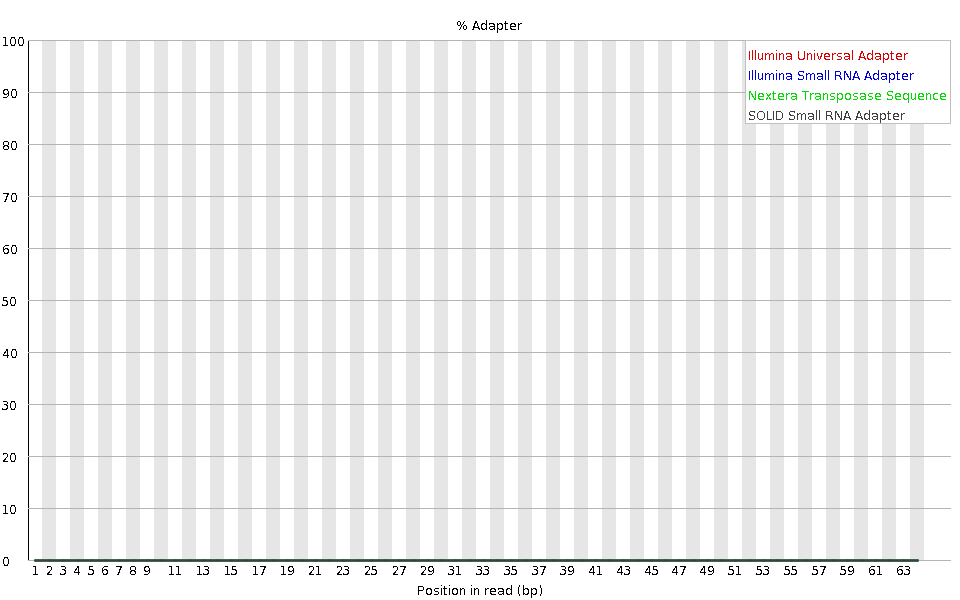 % Adapter
100
Illumina Universal Adapter
Illumina Small RNA Adapter
90
Nextera Transposase Sequence
SOLID Small RNA Adapter
80
70
60
50
40
30
20
10
0
1 2 3 4 5 6 7 8 9 11 13 15 17 19 21 23 25 27 29 31 33 35 37 39 41 43 45 47 49 51 53 55 57 59 61 63
Position in read (bp)